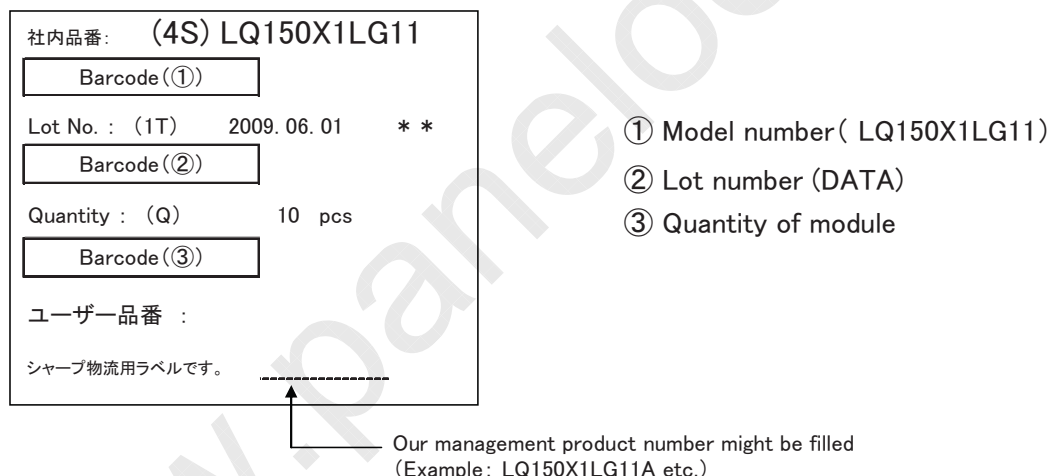 社内品番: (4S) LQ150X1LG11
Barcode(①)
Lot No. : (1T) 2009. 06. 01 * *
Barcode(②)
Quantity : (Q) 10 pcs
Barcode(③)
ユーザー品番 :
シャープ物流用ラベルです。
① Model number( LQ150X1LG11)
② Lot number (DATA)
③ Quantity of module
Our management product number might be filled
(Example: LQ150X1LG11A etc.)